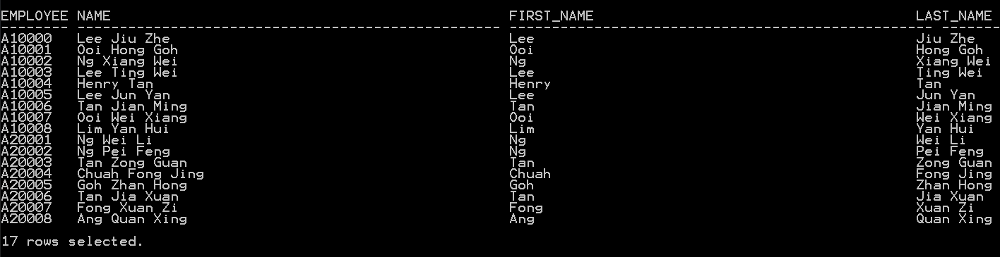 EMPLOYEE NAME FIRST_NAME LAST_NAME
-------- -------------------------------------------------- -------------------------------------------------- -------
A10000 Lee Jiu Zhe Lee Jiu Zhe
A10001 Ooi Hong Goh Ooi Hong Goh
A10002 Ng Xiang Wei Ng Xiang Wei
A10003 Lee Ting Wei Lee Ting Wei
A10004 Henry Tan Henry Tan
A10005 Lee Jun Yan Lee Jun Yan
A10006 Tan Jian Ming Tan Jian Ming
A10007 Ooi Wei Xiang Ooi Wei Xiang
A10008 Lim Yan Hui Lim Yan Hui
A20001 Ng Wei Li Ng Wei Li
A20002 Ng Pei Feng Ng Pei Feng
A20003 Tan Zong Guan Tan Zong Guan
A20004 Chuah Fong Jing Chuah Fong Jing
A20005 Goh Zhan Hong Goh Zhan Hong
A20006 Tan Jia Xuan Tan Jia Xuan
A20007 Fong Xuan Zi Fong Xuan Zi
A20008 Ang Quan Xing Ang Quan Xing
17 rows selected.